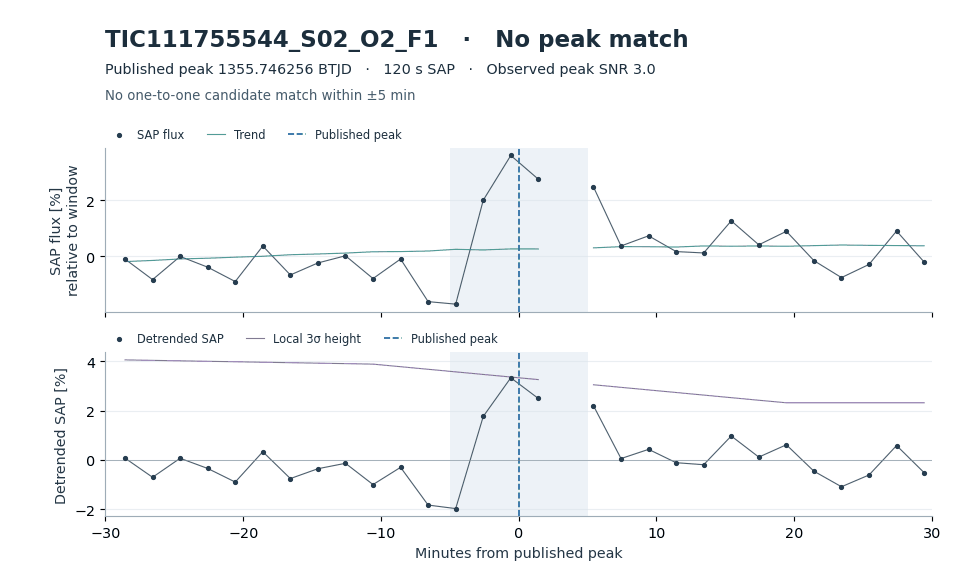 TIC111755544_S02_O2_F1 · No peak match
Published peak 1355.746256 BTJD · 120 s SAP · Observed peak SNR 3.0
No one-to-one candidate match within ±5 min
SAP flux Trend Published peak
SAP flux [%]
relative to window
2
0
Detrended SAP Local 3σ height Published peak
Detrended SAP [%]
4
2
0
−2
−30 −20 −10 0 10 20 30
Minutes from published peak